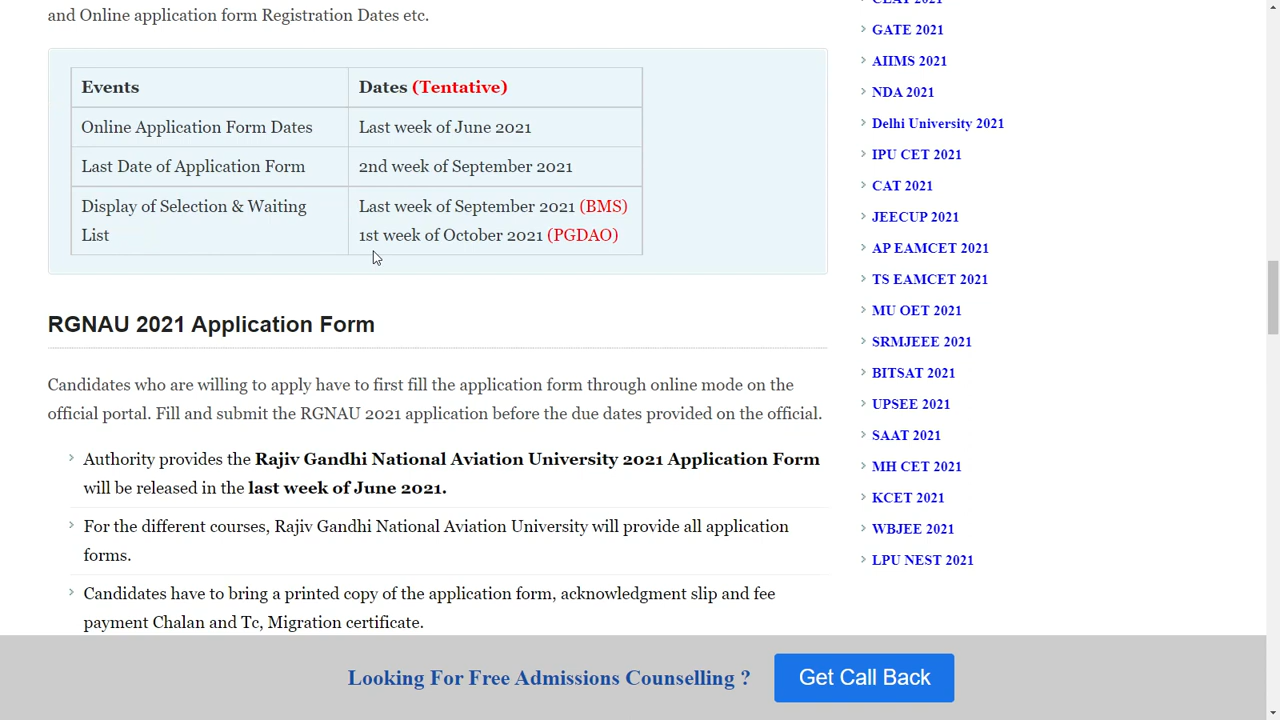 and Online application form Registration Dates etc.
Events Dates (Tentative)
Online Application Form Dates Last week of June 2021
Last Date of Application Form 2nd week of September 2021
Display of Selection & Waiting List
Last week of September 2021 (BMS)
1st week of October 2021 (PGDAO)
RGNAU 2021 Application Form
Candidates who are willing to apply have to first fill the application form through online mode on the
official portal. Fill and submit the RGNAU 2021 application before the due dates provided on the official.
Authority provides the Rajiv Gandhi National Aviation University 2021 Application Form
will be released in the last week of June 2021.
For the different courses, Rajiv Gandhi National Aviation University will provide all application
forms.
Candidates have to bring a printed copy of the application form, acknowledgment slip and fee
payment Chalan and Tc, Migration certificate.
CLAT 2021
GATE 2021
AIIMS 2021
NDA 2021
Delhi University 2021
IPU CET 2021
CAT 2021
JEECUP 2021
AP EAMCET 2021
TS EAMCET 2021
MU OET 2021
SRMJEEE 2021
BITSAT 2021
UPSEE 2021
SAAT 2021
MH CET 2021
KCET 2021
WBJEE 2021
LPU NEST 2021
Looking For Free Admissions Counselling ?
Get Call Back